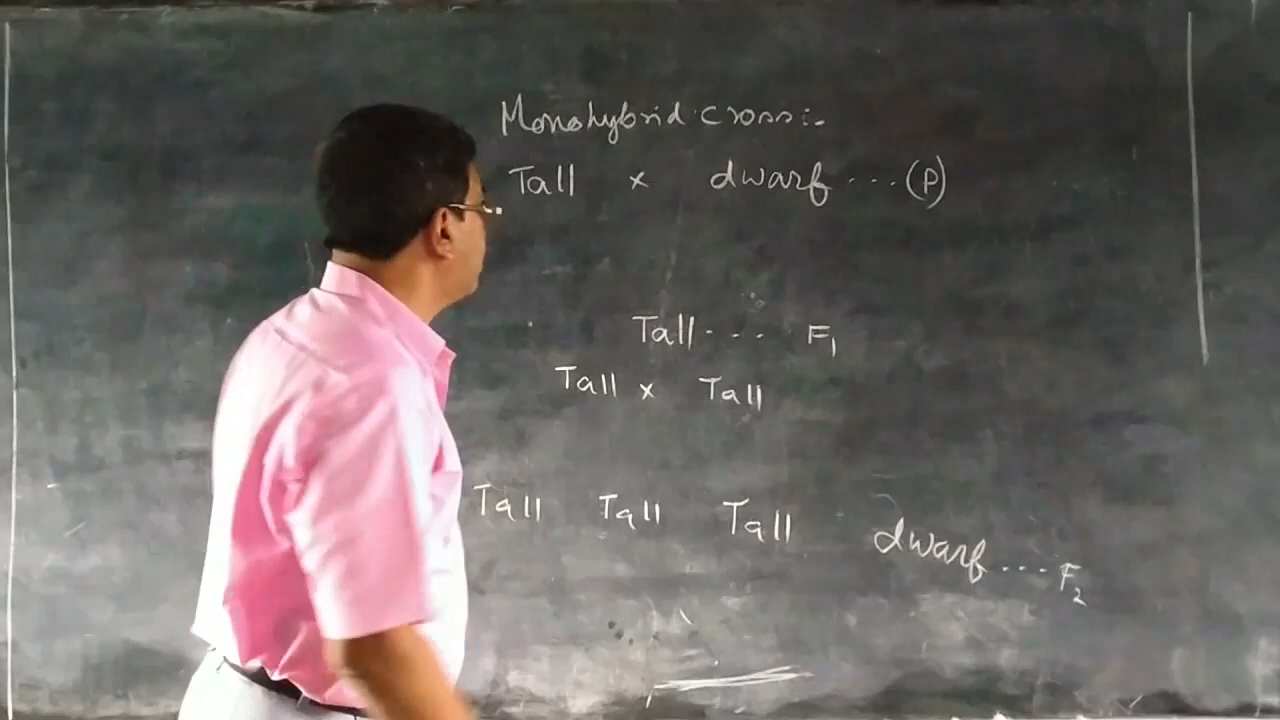 Monohybrid cross:-
Tall × dwarf ...(P)
Tall ... F₁
Tall × Tall
Tall Tall Tall dwarf ... F₂